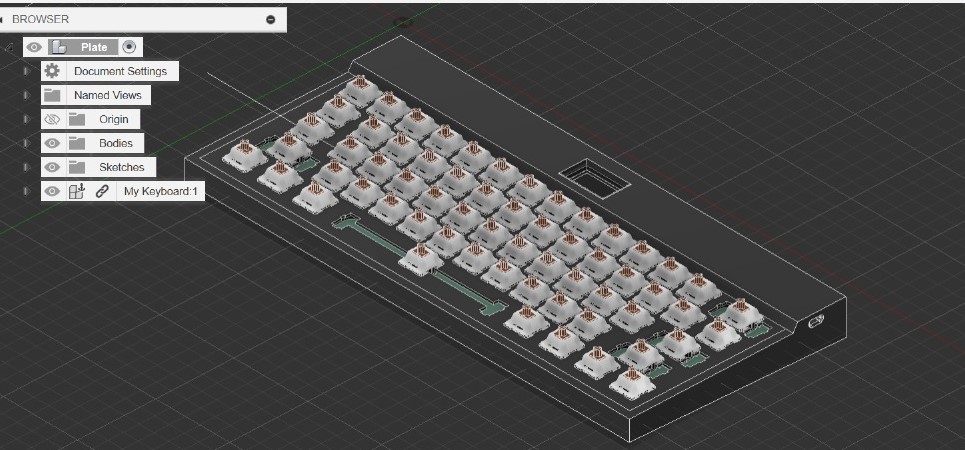 BROWSER
Plate
Document Settings
Named Views
Origin
Bodies
Sketches
My Keyboard:1